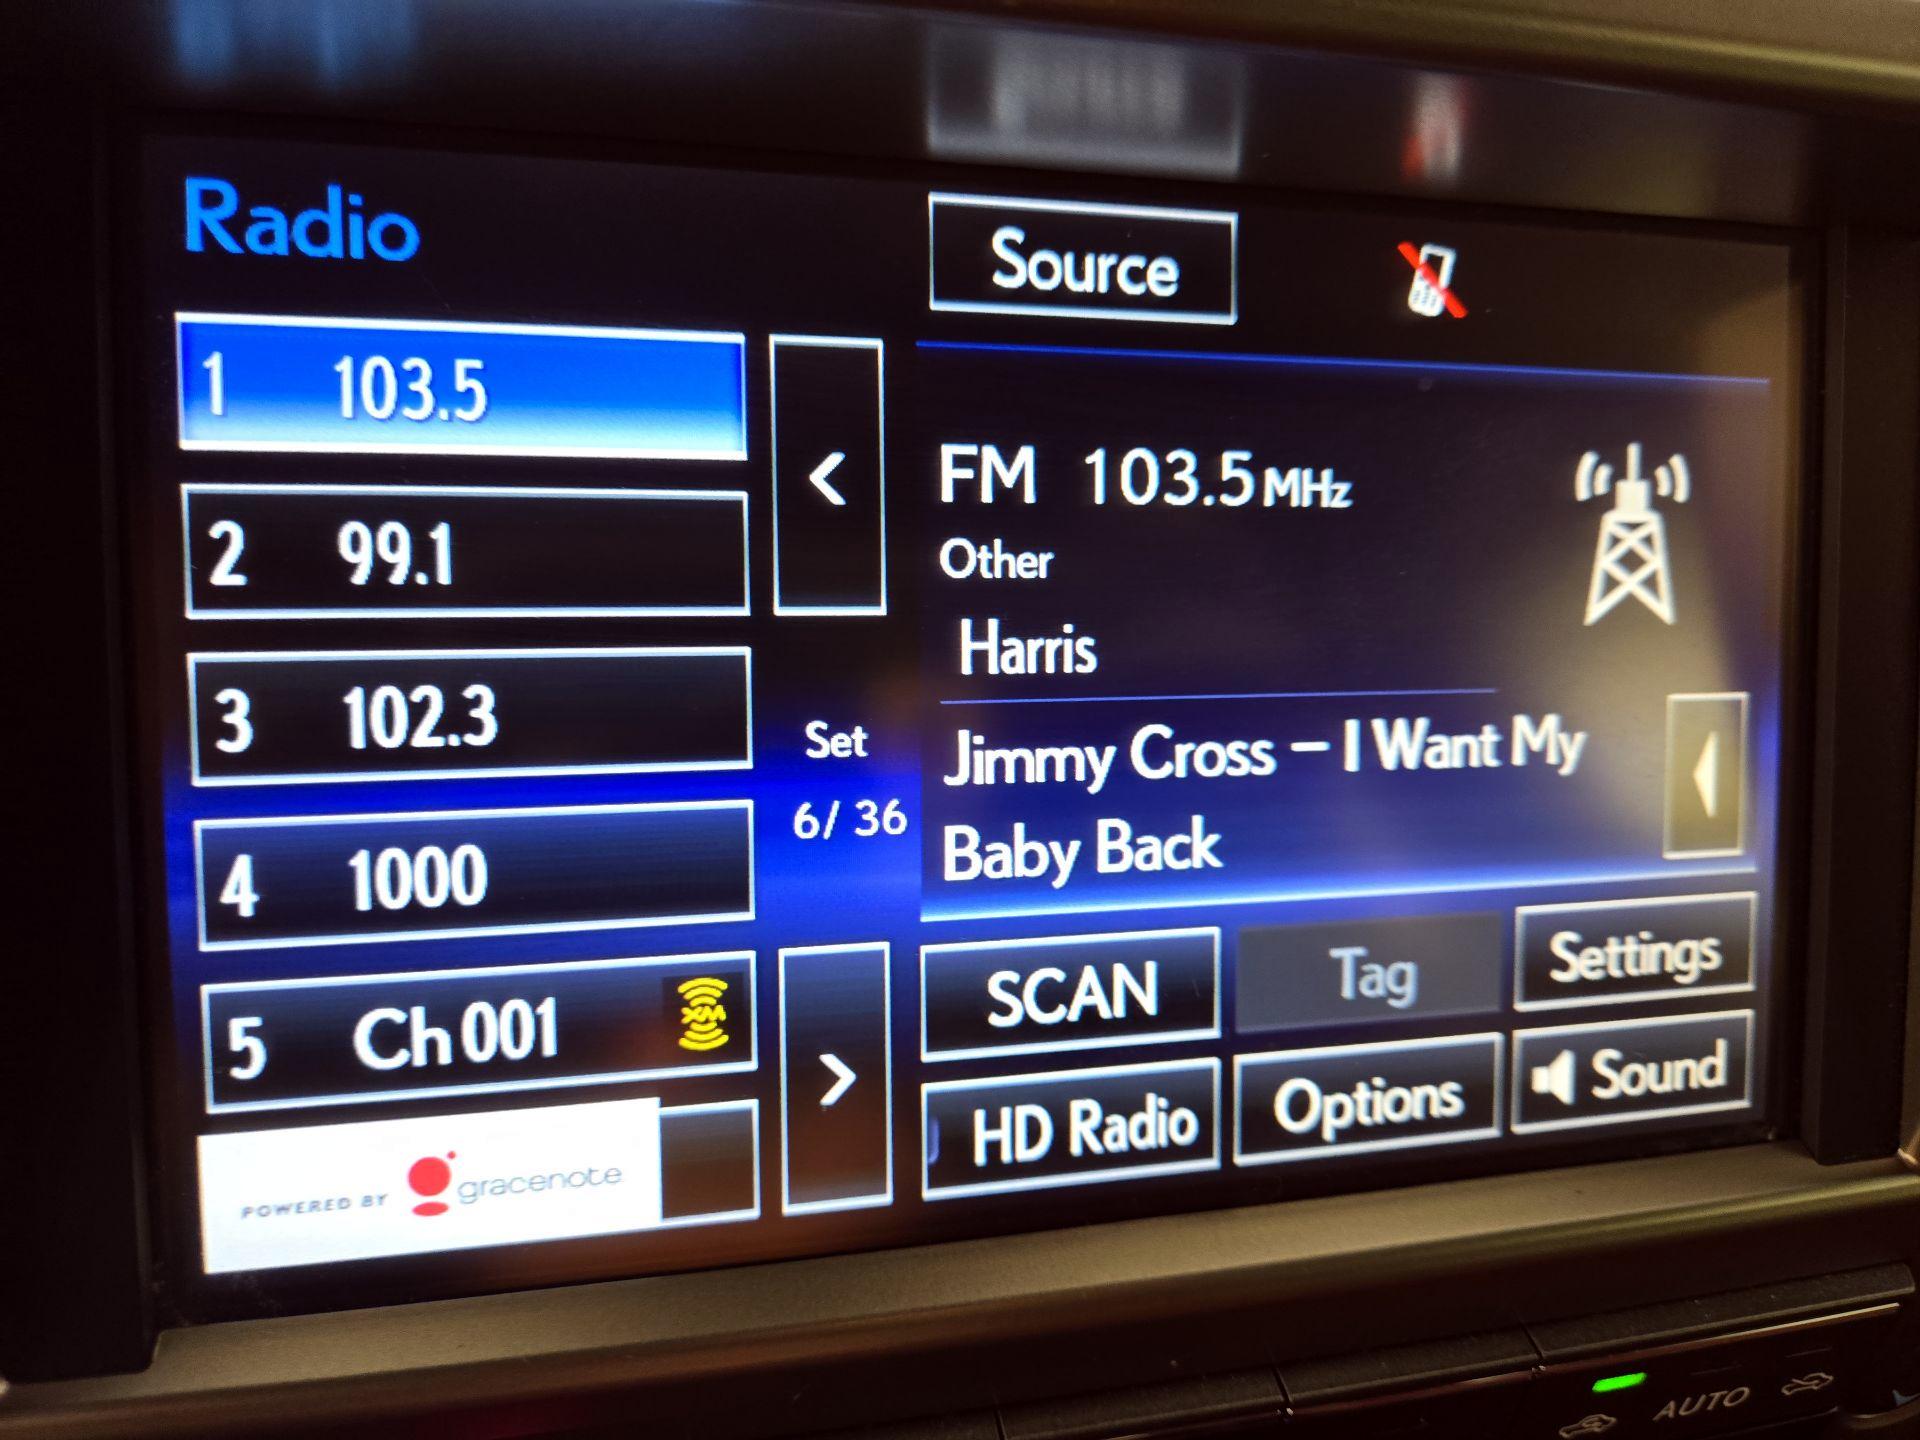 Radio
Source
1 103.5
2 99.1
3 102.3
4 1000
5 Ch 001
XM
POWERED BY gracenote
<
Set
6/ 36
>
FM 103.5 MHz
Other
Harris
Jimmy Cross – I Want My
Baby Back
SCAN
Tag
Settings
HD Radio
Options
Sound
AUTO